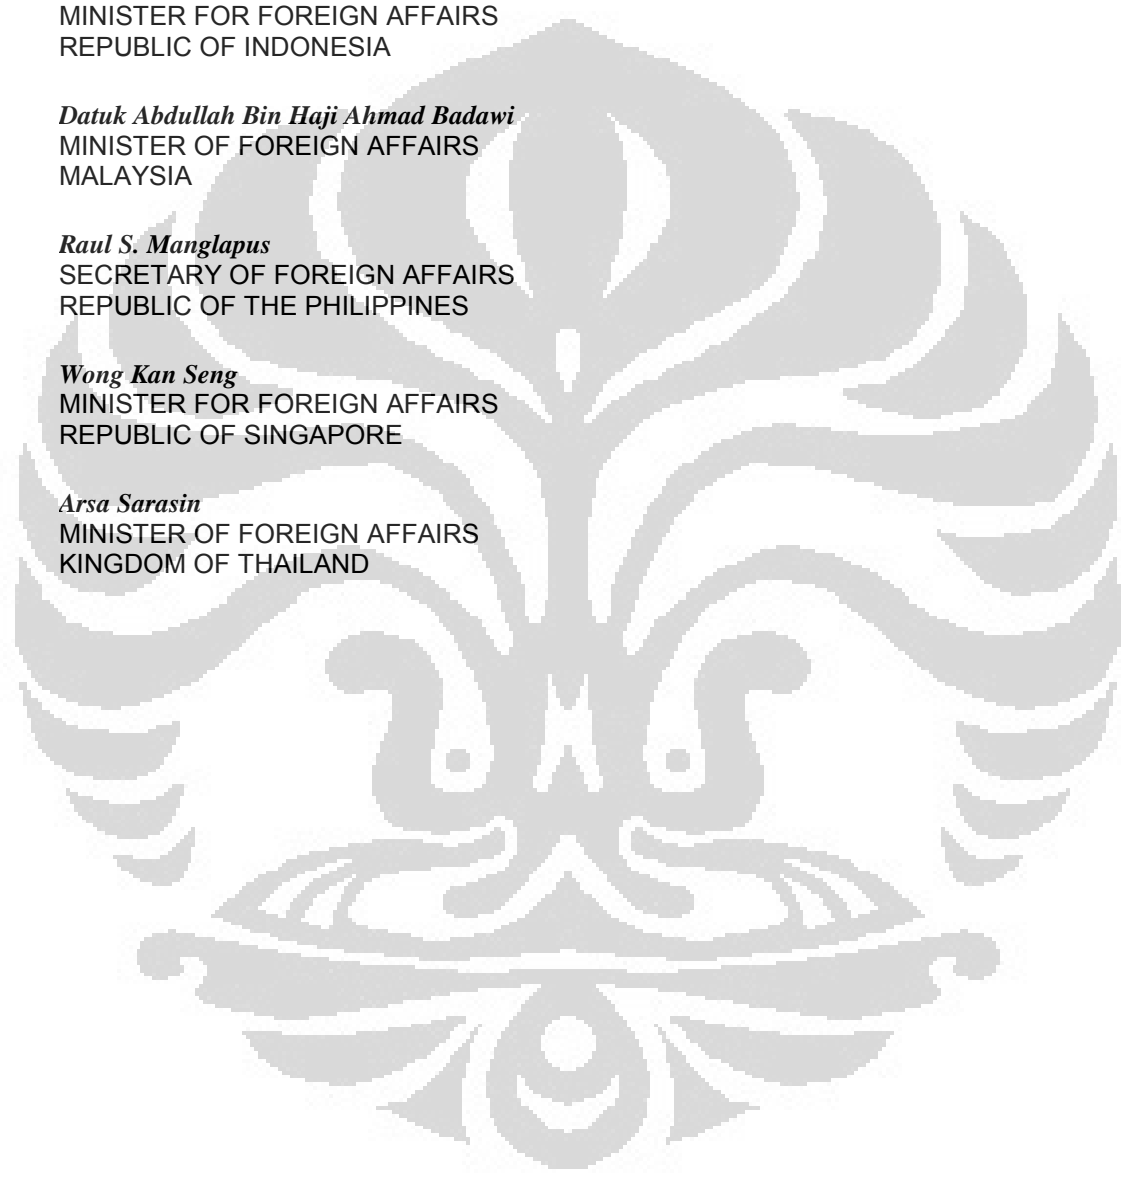 MINISTER FOR FOREIGN AFFAIRS
REPUBLIC OF INDONESIA
Datuk Abdullah Bin Haji Ahmad Badawi
MINISTER OF FOREIGN AFFAIRS
MALAYSIA
Raul S. Manglapus
SECRETARY OF FOREIGN AFFAIRS
REPUBLIC OF THE PHILIPPINES
Wong Kan Seng
MINISTER FOR FOREIGN AFFAIRS
REPUBLIC OF SINGAPORE
Arsa Sarasin
MINISTER OF FOREIGN AFFAIRS
KINGDOM OF THAILAND